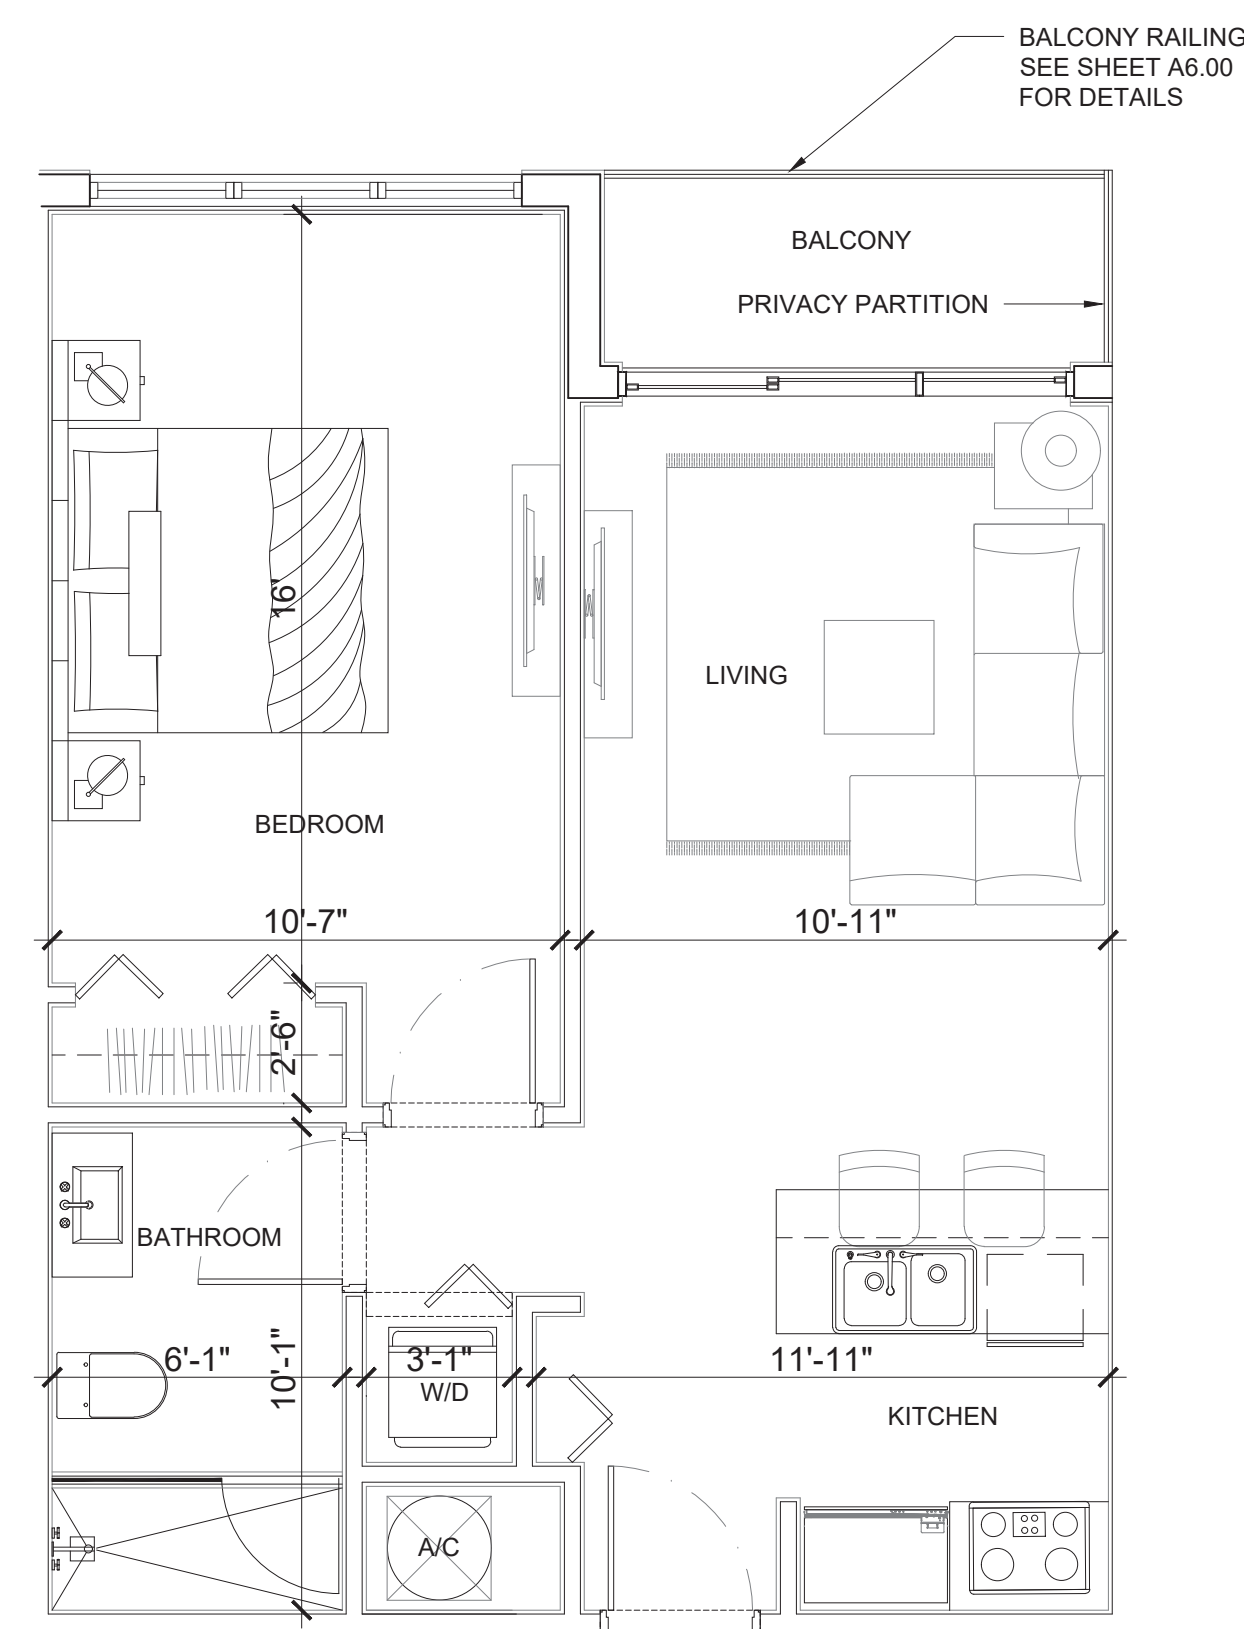 BALCONY RAILING
SEE SHEET A6.00
FOR DETAILS
BALCONY
PRIVACY PARTITION
16'
LIVING
BEDROOM
10'-7"
10'-11"
2'-6"
BATHROOM
6'-1"
10'-1"
3'-1"
W/D
11'-11"
KITCHEN
A/C